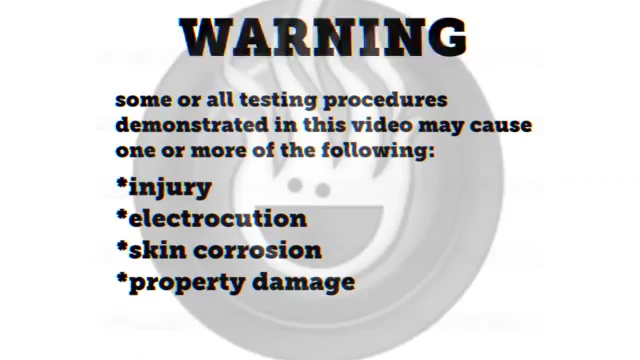 WARNING
some or all testing procedures
demonstrated in this video may cause
one or more of the following:
*injury
*electrocution
*skin corrosion
*property damage